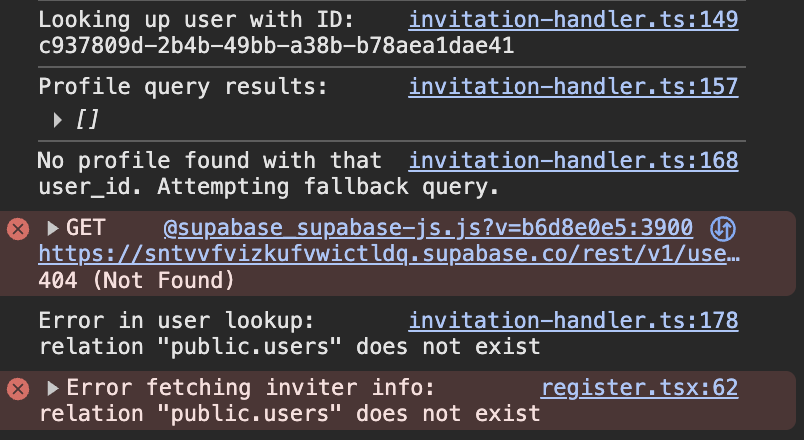 Looking up user with ID: invitation-handler.ts:149
c937809d-2b4b-49bb-a38b-b78aea1dae41
Profile query results: invitation-handler.ts:157
▶ []
No profile found with that invitation-handler.ts:168
user_id. Attempting fallback query.
▶ GET @supabase_supabase-js.js?v=b6d8e0e5:3900
https://sntvvfvizkufvwictldq.supabase.co/rest/v1/use…
404 (Not Found)
Error in user lookup: invitation-handler.ts:178
relation "public.users" does not exist
▶ Error fetching inviter info: register.tsx:62
relation "public.users" does not exist